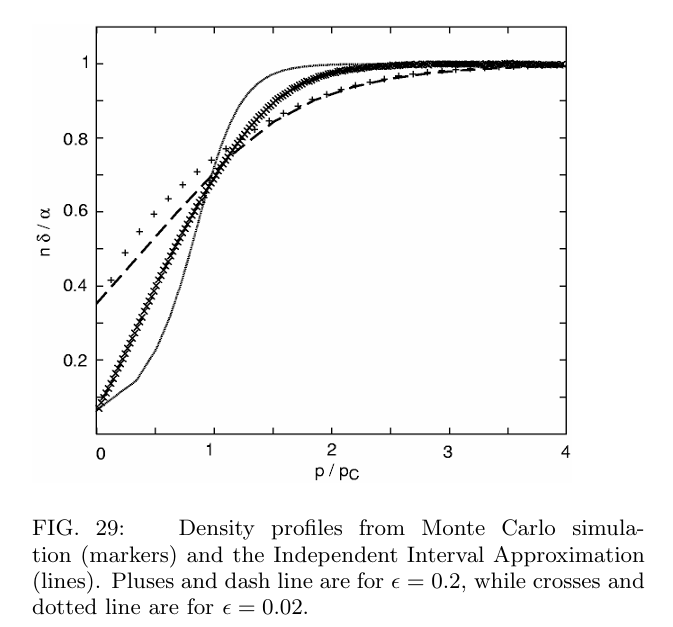 1
0.8
0.6
0.4
0.2
n δ / α
0 1 2 3 4
p / pC
FIG. 29: Density profiles from Monte Carlo simula-
tion (markers) and the Independent Interval Approximation
(lines). Pluses and dash line are for ϵ = 0.2, while crosses and
dotted line are for ϵ = 0.02.